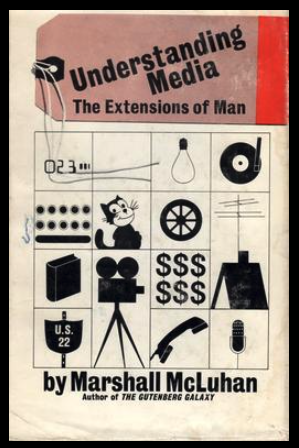 Understanding
Media
The Extensions of Man
023
$$$
$$$
U.S.
22
by Marshall McLuhan
Author of THE GUTENBERG GALAXY